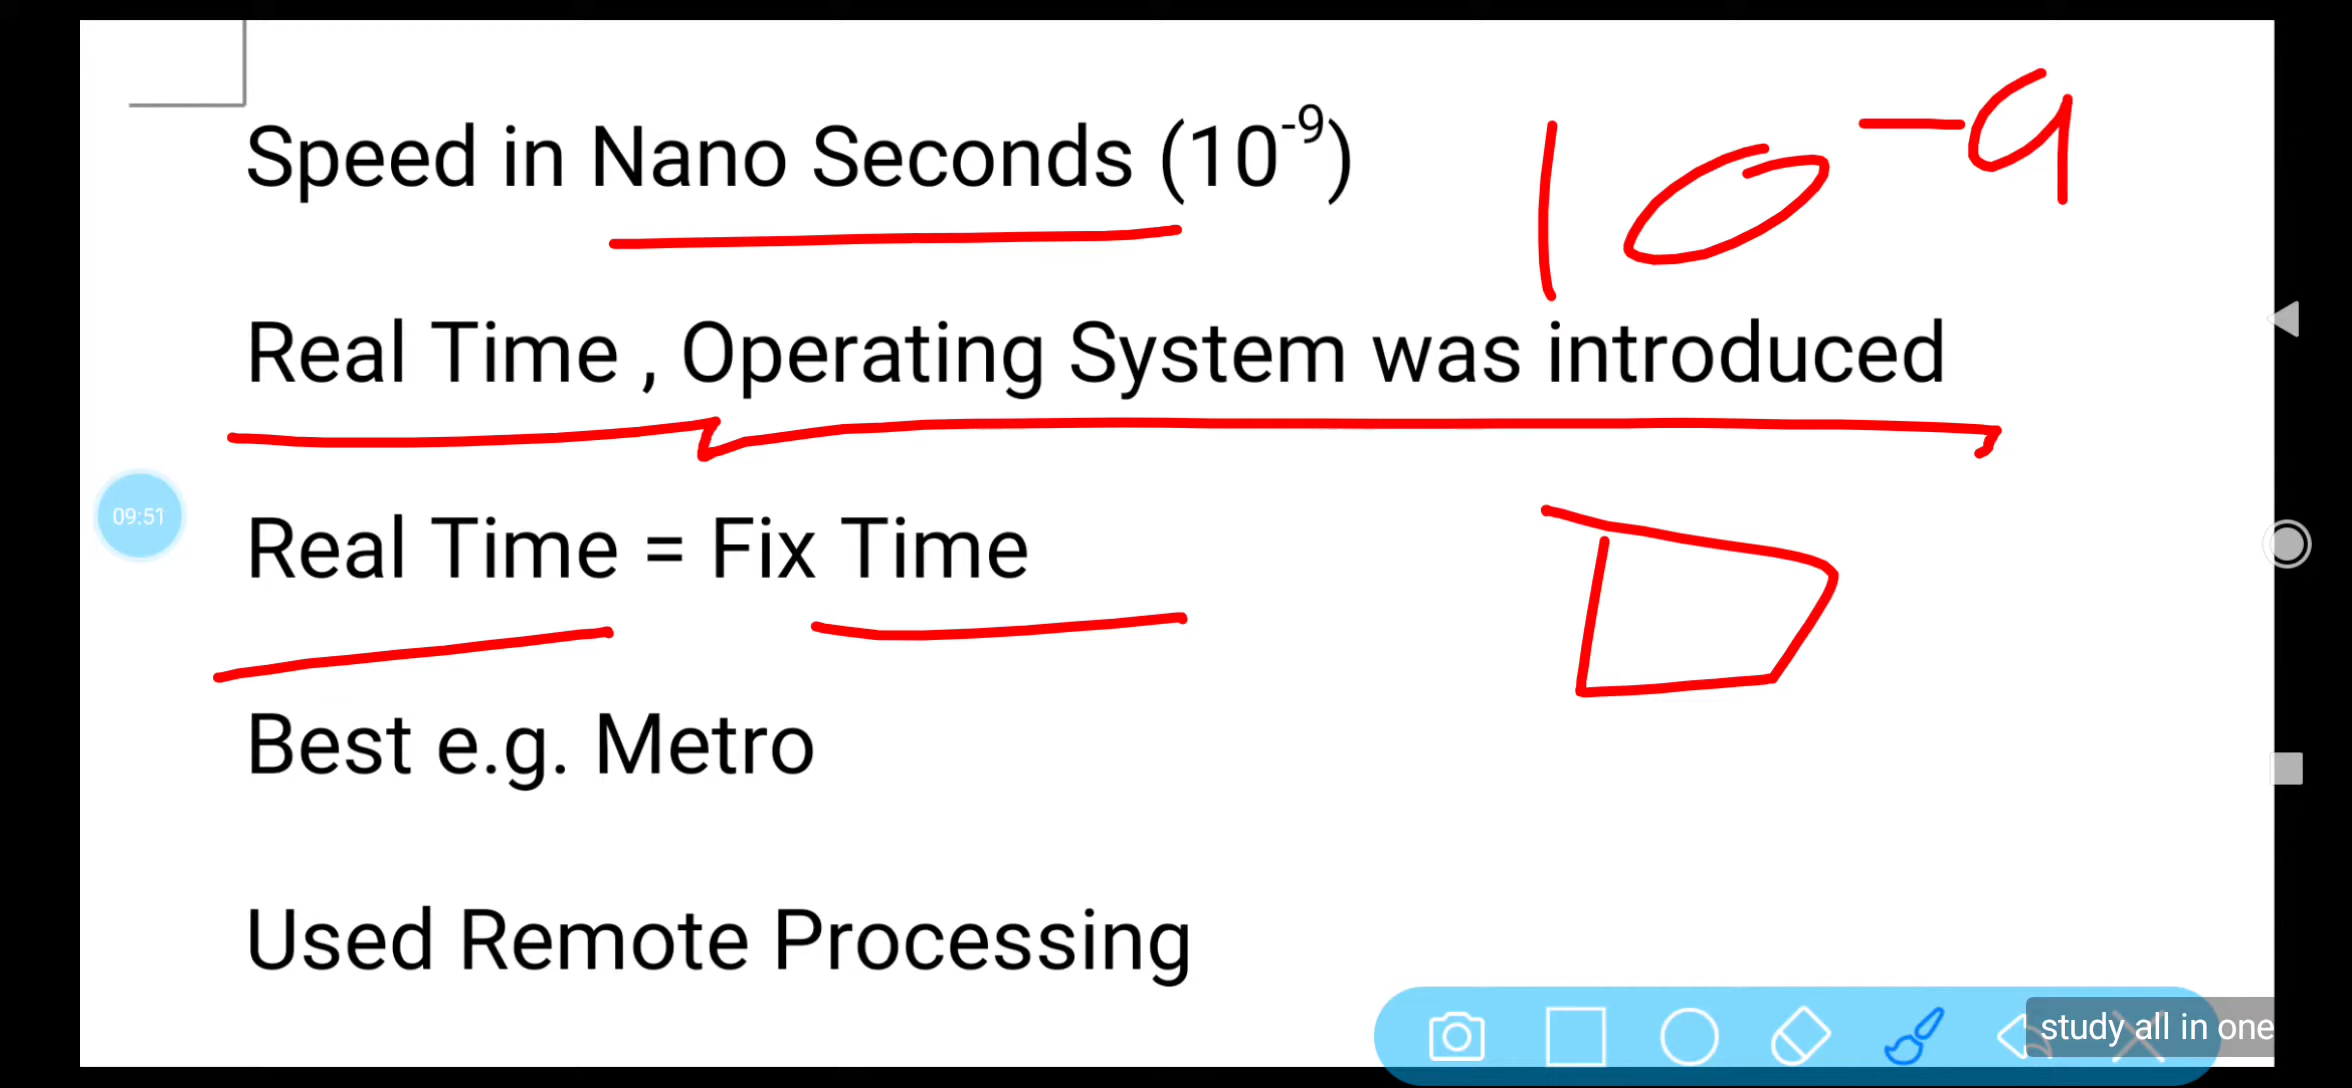 Speed in Nano Seconds (10⁻⁹)
10⁻⁹
Real Time , Operating System was introduced
09:51
Real Time = Fix Time
D
Best e.g. Metro
Used Remote Processing
study all in one